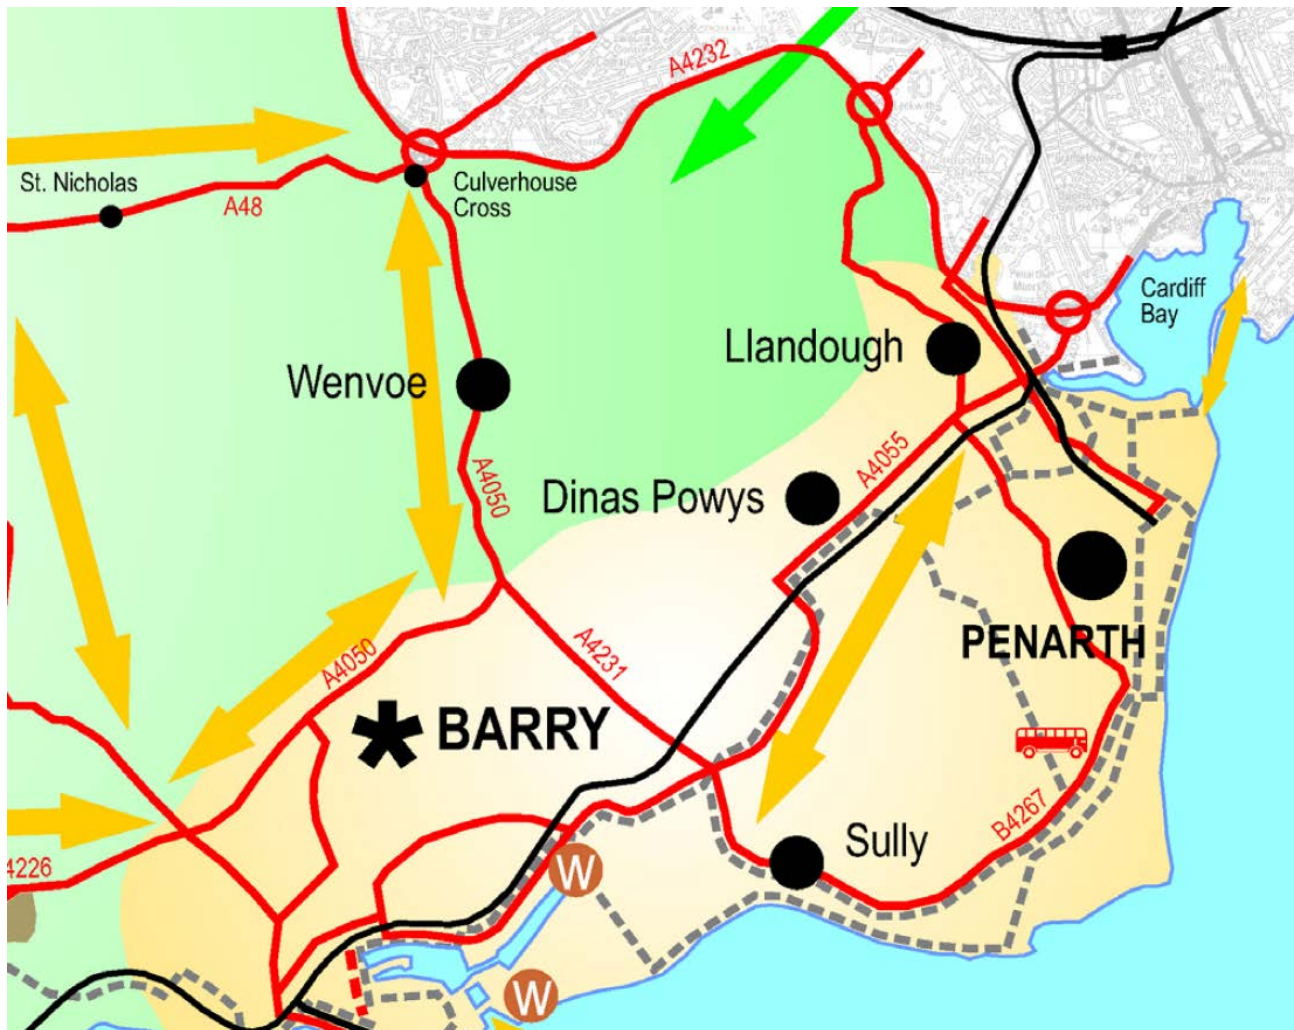 A4232
St. Nicholas
A48
Culverhouse
Cross
Cardiff
Bay
Llandough
Wenvoe
A4055
A4050
Dinas Powys
PENARTH
A4050
A4231
BARRY
B4267
Sully
4226
W
W